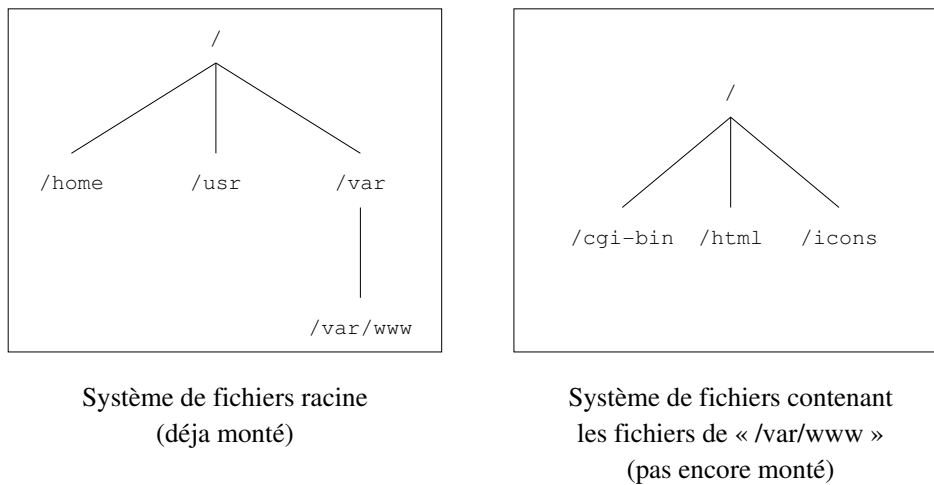 /
/home /usr /var
/var/www
Système de fichiers racine
(déja monté)
/
/cgi-bin /html /icons
Système de fichiers contenant
les fichiers de « /var/www »
(pas encore monté)